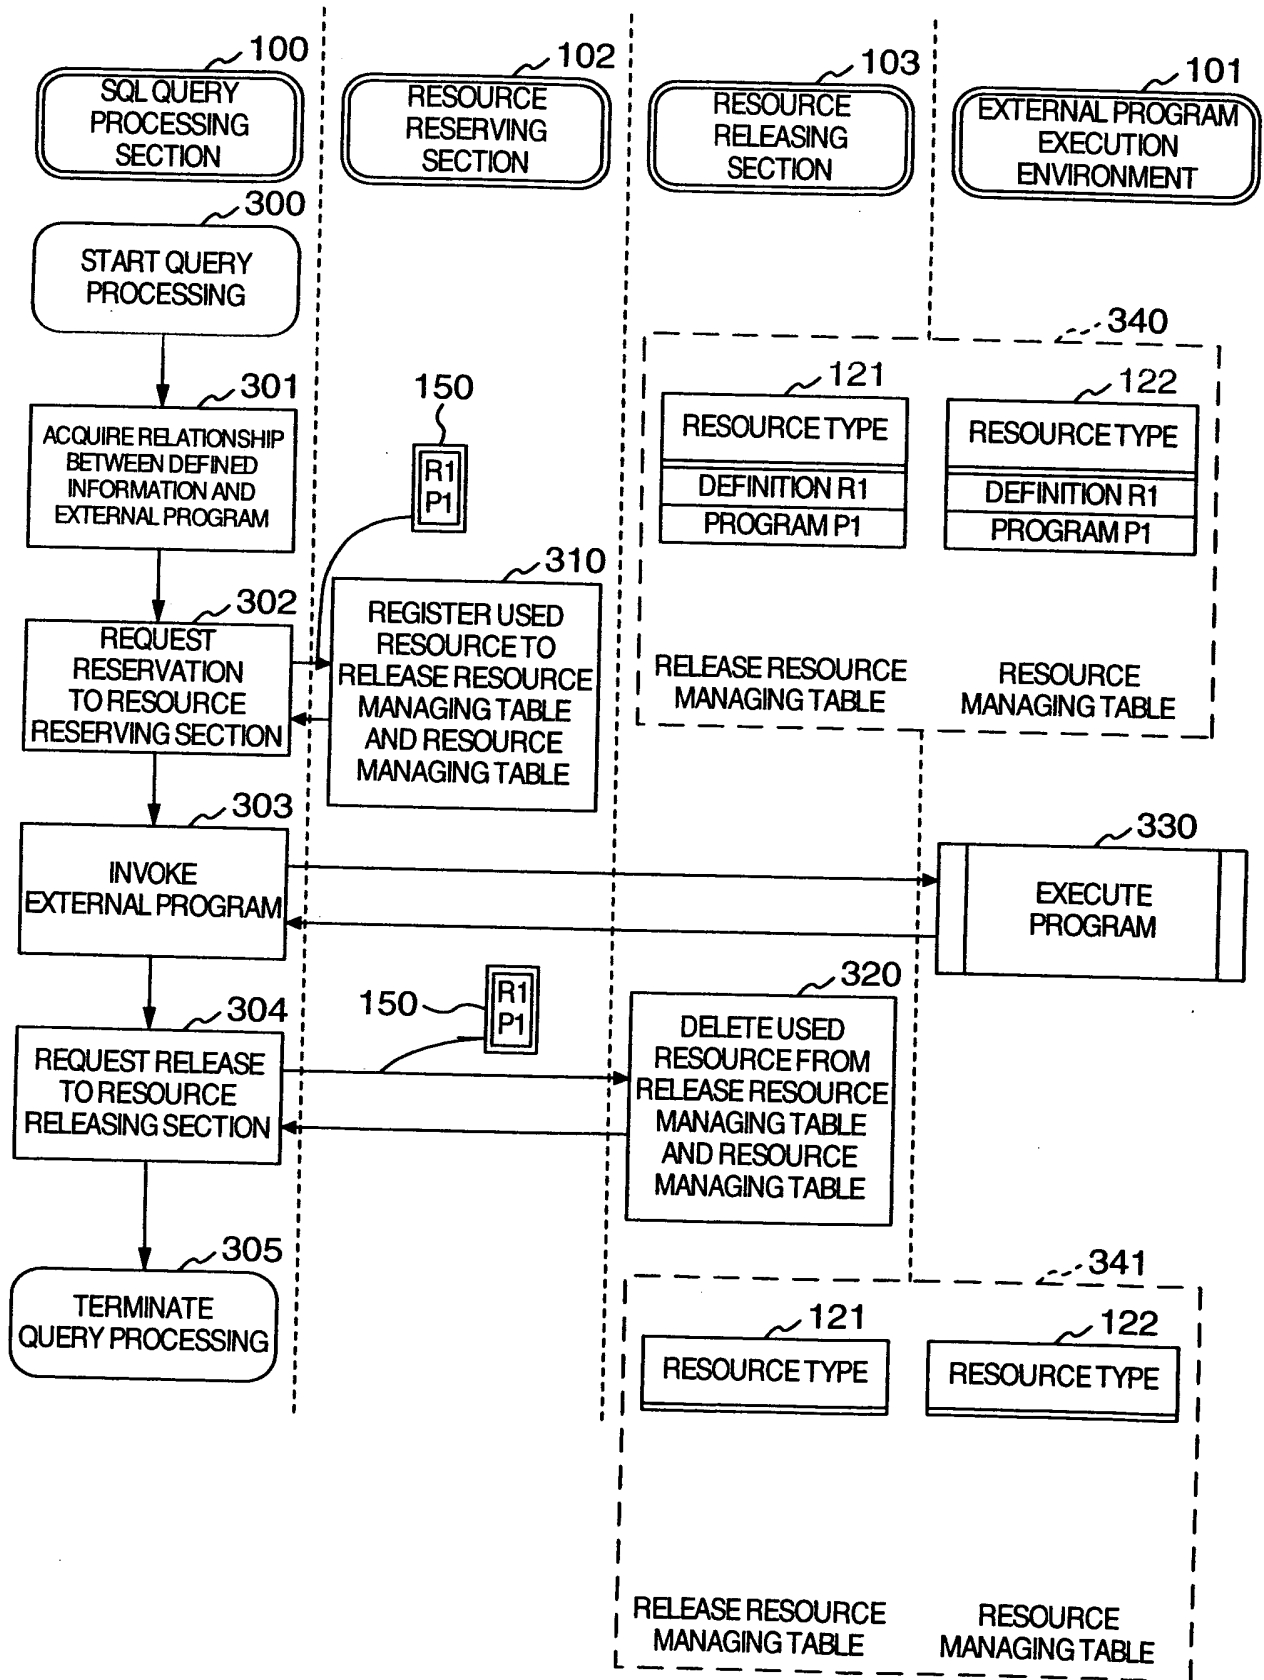 100
SQL QUERY
PROCESSING
SECTION
102
RESOURCE
RESERVING
SECTION
103
RESOURCE
RELEASING
SECTION
101
EXTERNAL PROGRAM
EXECUTION
ENVIRONMENT
300
START QUERY
PROCESSING
340
121
RESOURCE TYPE
DEFINITION R1
PROGRAM P1
122
RESOURCE TYPE
DEFINITION R1
PROGRAM P1
RELEASE RESOURCE
MANAGING TABLE
RESOURCE
MANAGING TABLE
301
ACQUIRE RELATIONSHIP
BETWEEN DEFINED
INFORMATION AND
EXTERNAL PROGRAM
150
R1
P1
302
REQUEST
RESERVATION
TO RESOURCE
RESERVING SECTION
310
REGISTER USED
RESOURCE TO
RELEASE RESOURCE
MANAGING TABLE
AND RESOURCE
MANAGING TABLE
303
INVOKE
EXTERNAL PROGRAM
330
EXECUTE
PROGRAM
304
REQUEST RELEASE
TO RESOURCE
RELEASING SECTION
150
R1
P1
320
DELETE USED
RESOURCE FROM
RELEASE RESOURCE
MANAGING TABLE
AND RESOURCE
MANAGING TABLE
305
TERMINATE
QUERY PROCESSING
341
121
RESOURCE TYPE
122
RESOURCE TYPE
RELEASE RESOURCE
MANAGING TABLE
RESOURCE
MANAGING TABLE